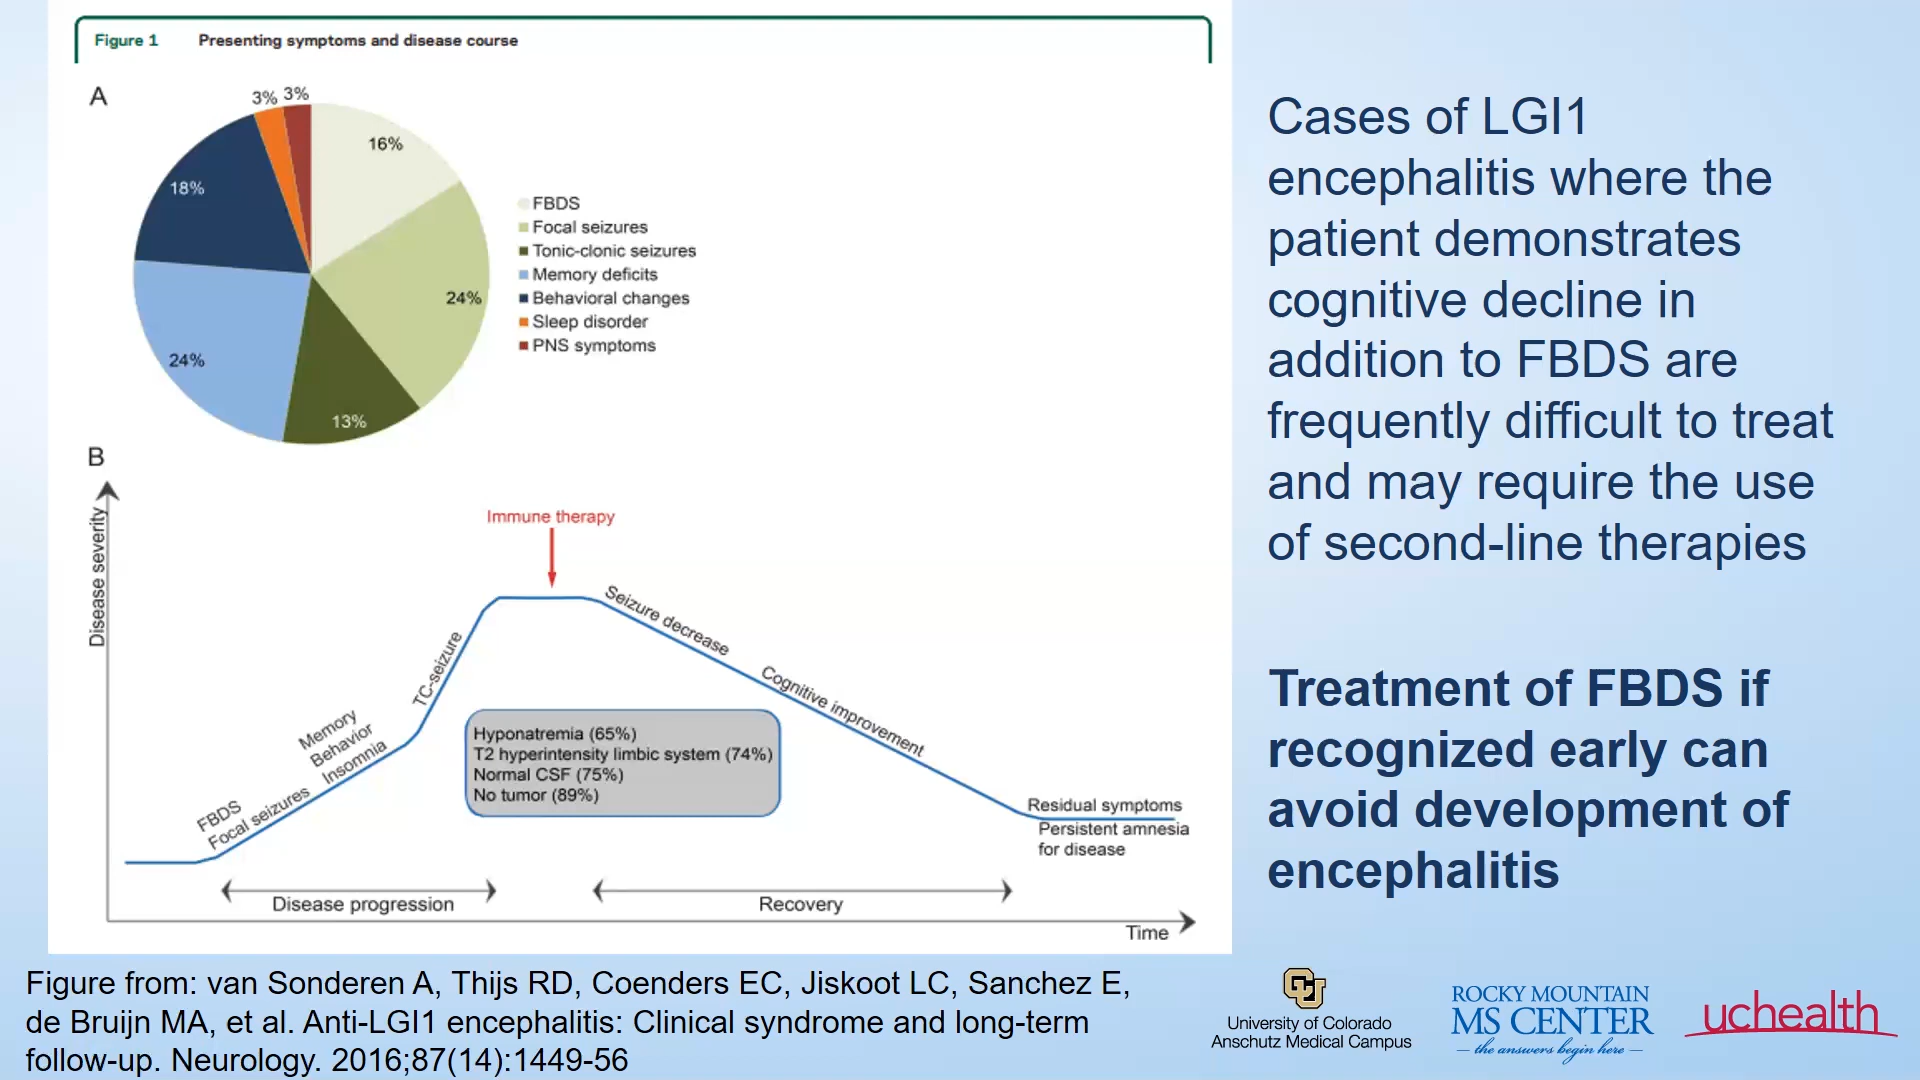 Figure 1 Presenting symptoms and disease course
A
3% 3%
16%
18%
24%
24%
13%
FBDS
Focal seizures
Tonic-clonic seizures
Memory deficits
Behavioral changes
Sleep disorder
PNS symptoms
B
Disease severity
Immune therapy
Seizure decrease
Cognitive improvement
TC-seizure
Memory
Behavior
Insomnia
FBDS
Focal seizures
Hyponatremia (65%)
T2 hyperintensity limbic system (74%)
Normal CSF (75%)
No tumor (89%)
Residual symptoms
Persistent amnesia
for disease
Disease progression
Recovery
Time
Cases of LGI1
encephalitis where the
patient demonstrates
cognitive decline in
addition to FBDS are
frequently difficult to treat
and may require the use
of second-line therapies
Treatment of FBDS if
recognized early can
avoid development of
encephalitis
Figure from: van Sonderen A, Thijs RD, Coenders EC, Jiskoot LC, Sanchez E,
de Bruijn MA, et al. Anti-LGI1 encephalitis: Clinical syndrome and long-term
follow-up. Neurology. 2016;87(14):1449-56
CU
University of Colorado
Anschutz Medical Campus
ROCKY MOUNTAIN
MS CENTER
— the answers begin here —
uchealth